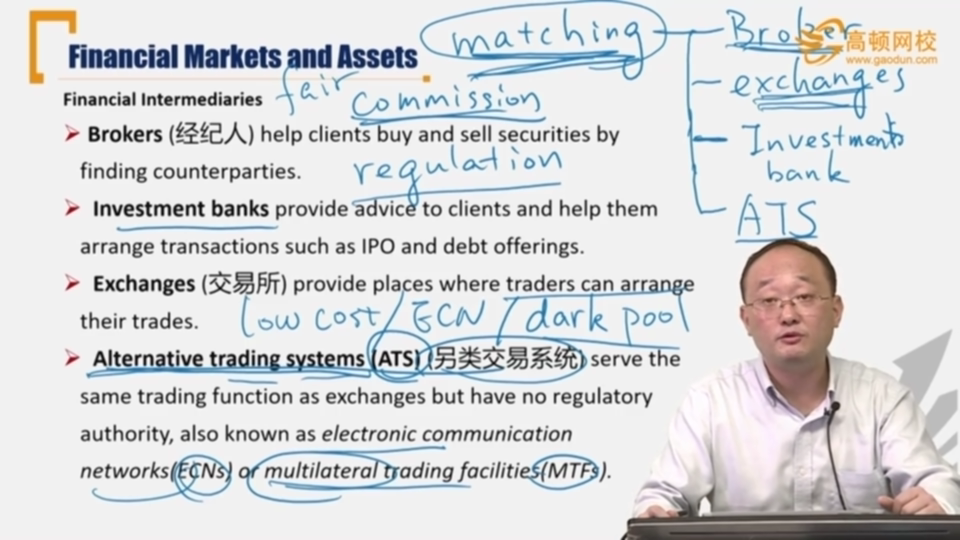 Financial Markets and Assets
matching
Broker
高顿网校
www.gaodun.com
exchanges
Investments
bank
ATS
Financial Intermediaries
fair
commission
Brokers (经纪人) help clients buy and sell securities by
finding counterparties.
regulation
Investment banks provide advice to clients and help them
arrange transactions such as IPO and debt offerings.
Exchanges (交易所) provide places where traders can arrange
their trades.
low cost / ECN / dark pool
Alternative trading systems (ATS) (另类交易系统) serve the
same trading function as exchanges but have no regulatory
authority, also known as electronic communication
networks(ECNs) or multilateral trading facilities(MTFs).